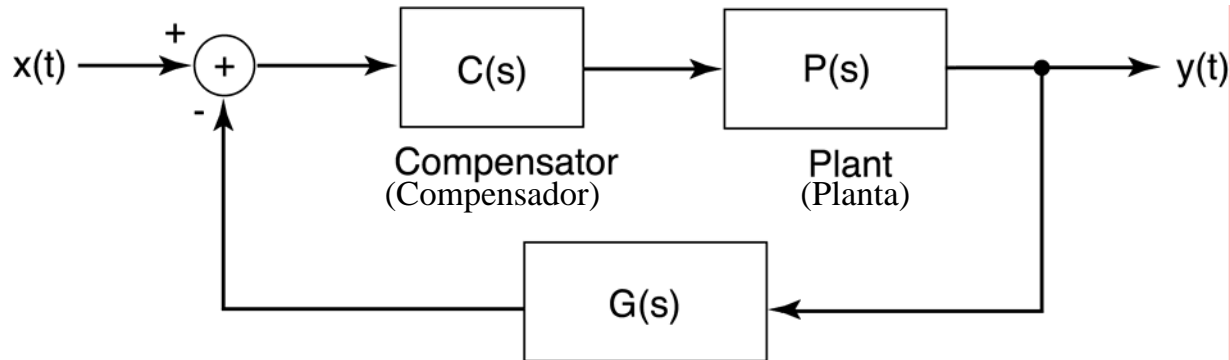 +
x(t)
+
-
C(s)
P(s)
y(t)
Compensator
(Compensador)
Plant
(Planta)
G(s)